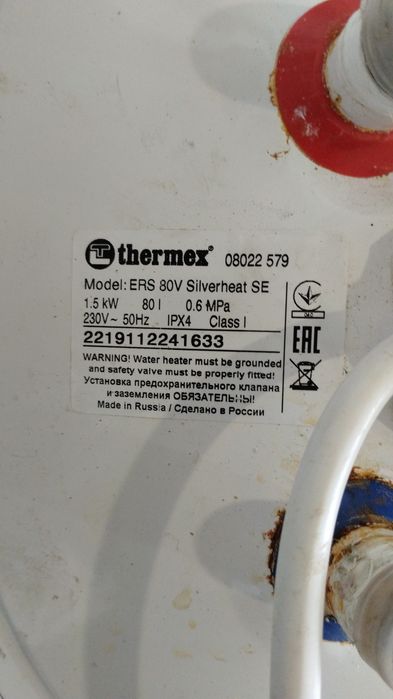 thermex® 08022 579
Model: ERS 80V Silverheat SE
1.5 kW 80 l 0.6 MPa
230V~ 50Hz IPX4 Class I
2219112241633
WARNING! Water heater must be grounded
and safety valve must be properly fitted!
Установка предохранительного клапана
и заземления ОБЯЗАТЕЛЬНЫ!
Made in Russia / Сделано в России
EAC